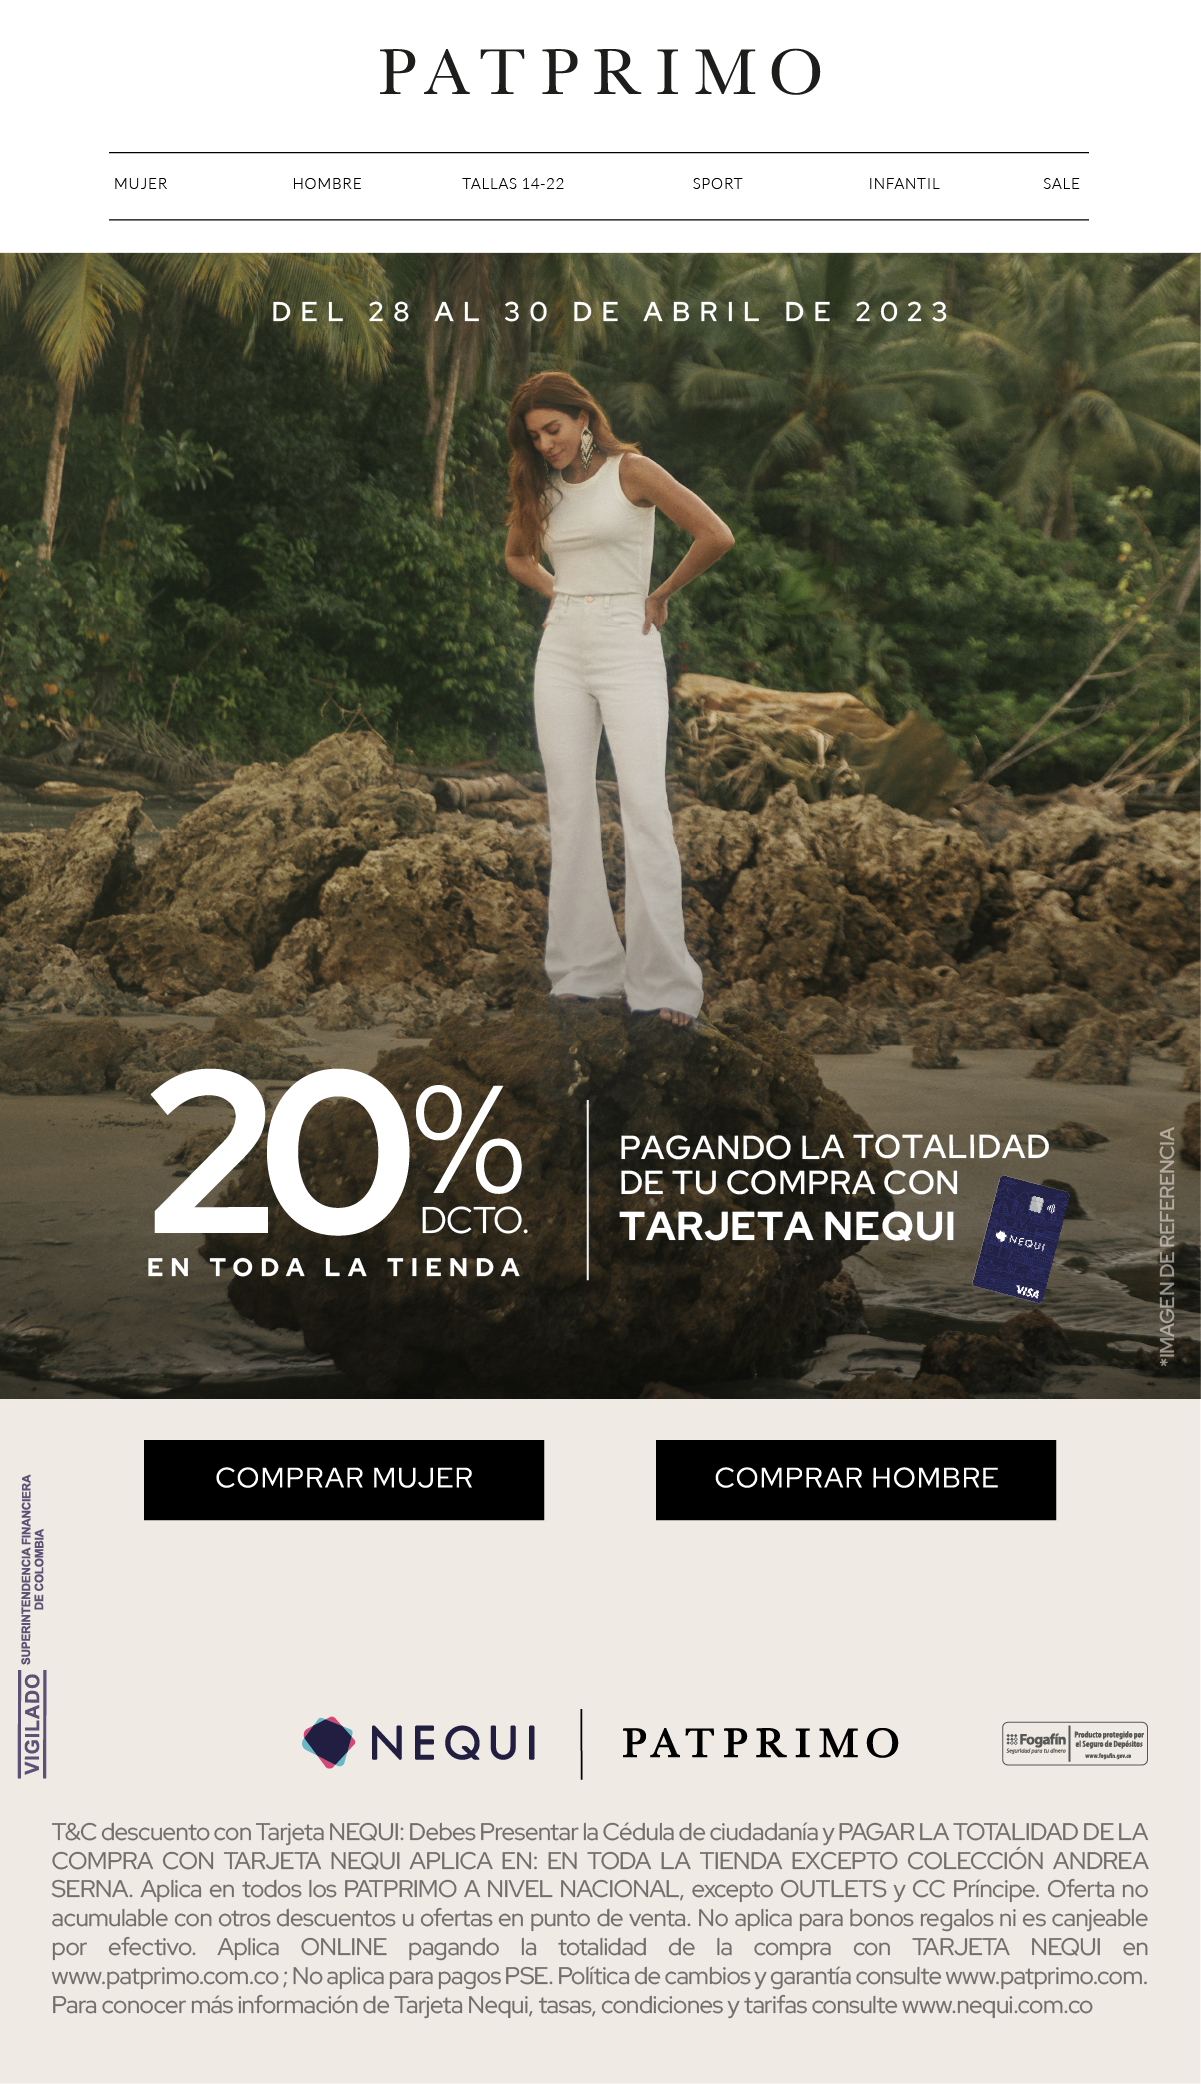 PATPRIMO
MUJER HOMBRE TALLAS 14-22 SPORT INFANTIL SALE
DEL 28 AL 30 DE ABRIL DE 2023
20%
DCTO.
EN TODA LA TIENDA
PAGANDO LA TOTALIDAD
DE TU COMPRA CON
TARJETA NEQUI
NEQUI
VISA
*IMAGEN DE REFERENCIA
COMPRAR MUJER
COMPRAR HOMBRE
VIGILADO
SUPERINTENDENCIA FINANCIERA
DE COLOMBIA
NEQUI
PATPRIMO
Fogafín
Seguridad para tu dinero
Producto protegido por
el Seguro de Depósitos
www.fogafin.gov.co
T&C descuento con Tarjeta NEQUI: Debes Presentar la Cédula de ciudadanía y PAGAR LA TOTALIDAD DE LA
COMPRA CON TARJETA NEQUI APLICA EN: EN TODA LA TIENDA EXCEPTO COLECCIÓN ANDREA
SERNA. Aplica en todos los PATPRIMO A NIVEL NACIONAL, excepto OUTLETS y CC Príncipe. Oferta no
acumulable con otros descuentos u ofertas en punto de venta. No aplica para bonos regalos ni es canjeable
por efectivo. Aplica ONLINE pagando la totalidad de la compra con TARJETA NEQUI en
www.patprimo.com.co ; No aplica para pagos PSE. Política de cambios y garantía consulte www.patprimo.com.
Para conocer más información de Tarjeta Nequi, tasas, condiciones y tarifas consulte www.nequi.com.co